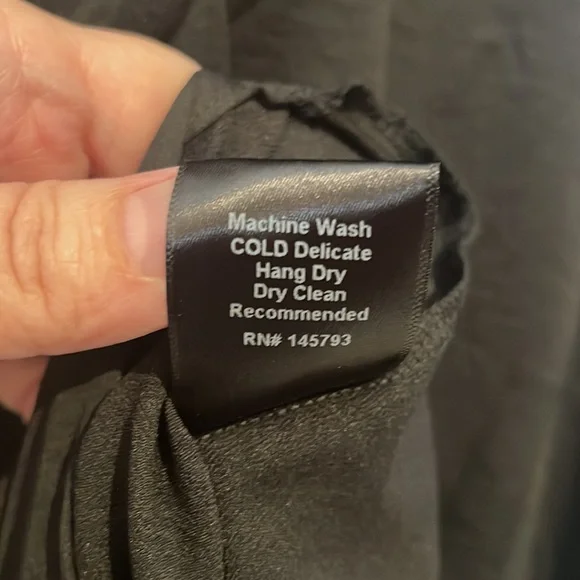 Machine Wash
COLD Delicate
Hang Dry
Dry Clean
Recommended
RN# 145793